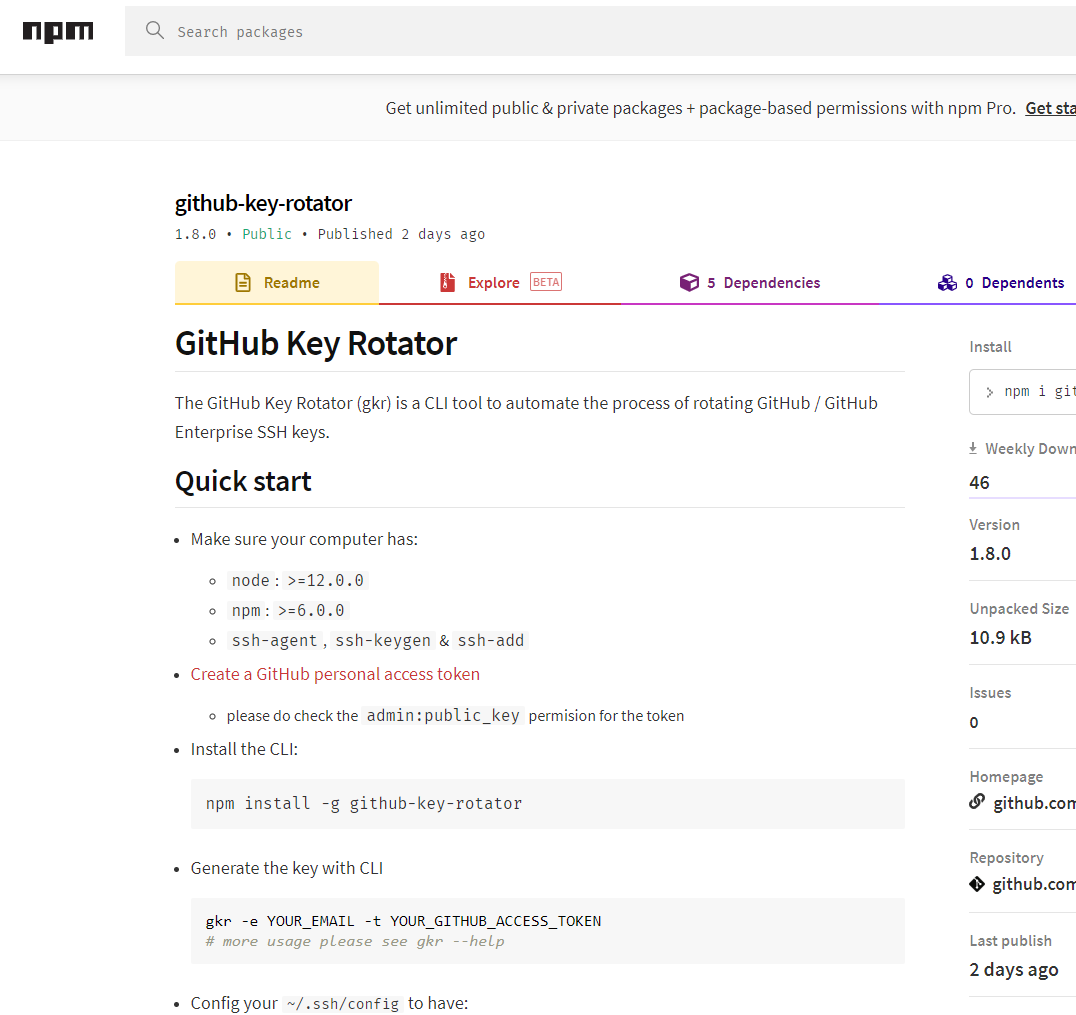 npm
Search packages
Get unlimited public & private packages + package-based permissions with npm Pro. Get sta
github-key-rotator
1.8.0 • Public • Published 2 days ago
Readme
Explore BETA
5 Dependencies
0 Dependents
GitHub Key Rotator
The GitHub Key Rotator (gkr) is a CLI tool to automate the process of rotating GitHub / GitHub
Enterprise SSH keys.
Quick start
Make sure your computer has:
node : >=12.0.0
npm : >=6.0.0
ssh-agent , ssh-keygen & ssh-add
Create a GitHub personal access token
please do check the admin:public_key permision for the token
Install the CLI:
npm install -g github-key-rotator
Generate the key with CLI
gkr -e YOUR_EMAIL -t YOUR_GITHUB_ACCESS_TOKEN
# more usage please see gkr --help
Config your ~/.ssh/config to have:
Install
> npm i git
Weekly Down
46
Version
1.8.0
Unpacked Size
10.9 kB
Issues
0
Homepage
github.com
Repository
github.com
Last publish
2 days ago